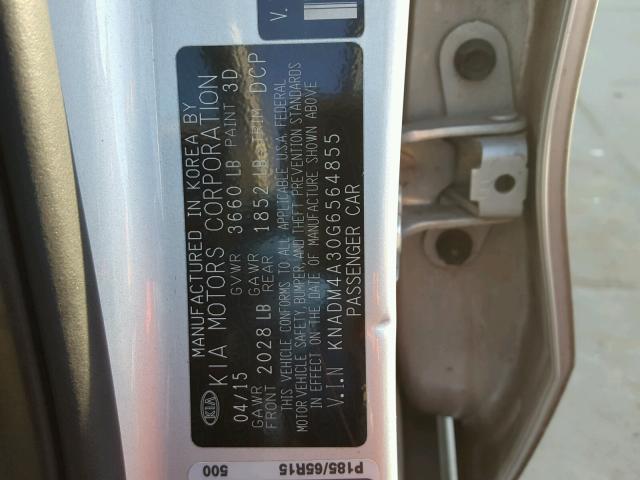 V.
MANUFACTURED IN KOREA BY
KIA KIA MOTORS CORPORATION
04/15 GVWR 3660 LB PAINT 3D
GAWR FRONT 2028 LB GAWR REAR 1852 LB TRIM DCP
THIS VEHICLE CONFORMS TO ALL APPLICABLE U.S.A. FEDERAL
MOTOR VEHICLE SAFETY, BUMPER, AND THEFT PREVENTION STANDARDS
IN EFFECT ON THE DATE OF MANUFACTURE SHOWN ABOVE
V.I.N KNADM4A30G6564855
PASSENGER CAR
P185/65R15
500